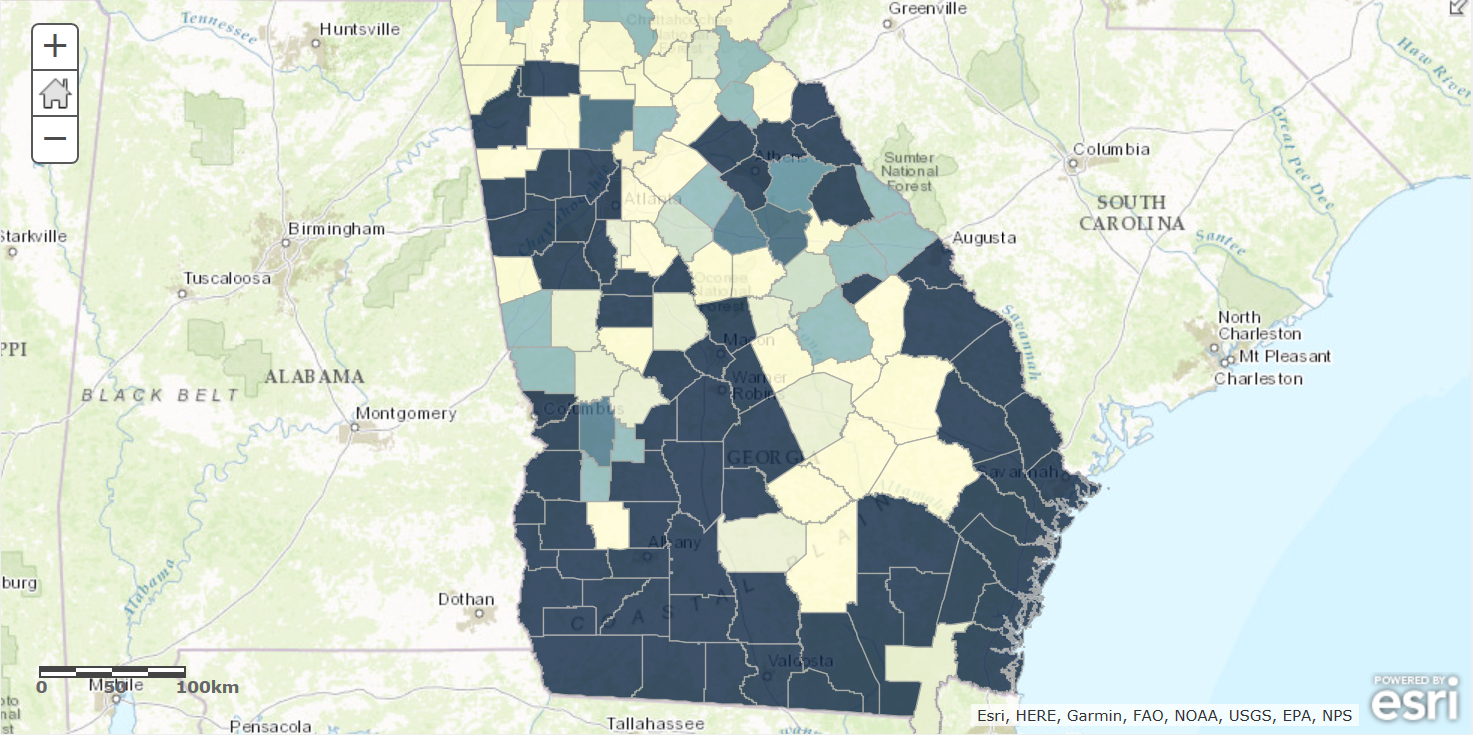 Tennessee
Huntsville
Chattahoochee
National
Forest
Greenville
Haw River
+
−
Great Pee Dee
Columbia
Athens
Sumter
National
Forest
SOUTH
CAROLINA
Atlanta
Chattahoochee
Birmingham
Starkville
Augusta
Santee
Tuscaloosa
Oconee
National
Forest
Savannah
North
Charleston
PPI
Macon
Mt Pleasant
ALABAMA
Warner
Robins
Charleston
BLACK BELT
Montgomery
Columbus
GEORGIA
Savannah
Altamaha
Albany
Alabama
burg
Dothan
COASTAL PLAIN
Valdosta
0 50 100km
Mobile
Pensacola
Tallahassee
POWERED BY
esri
Esri, HERE, Garmin, FAO, NOAA, USGS, EPA, NPS